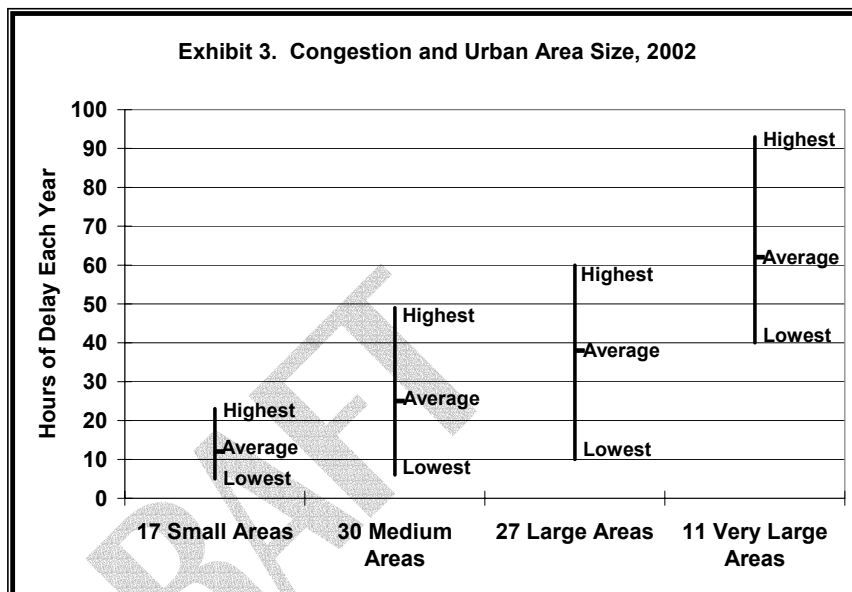 Exhibit 3. Congestion and Urban Area Size, 2002
Hours of Delay Each Year
100
90
80
70
60
50
40
30
20
10
0
Highest
Average
Lowest
Highest
Average
Lowest
Highest
Average
Lowest
Highest
Average
Lowest
17 Small Areas
30 Medium
Areas
27 Large Areas
11 Very Large
Areas
DRAFT